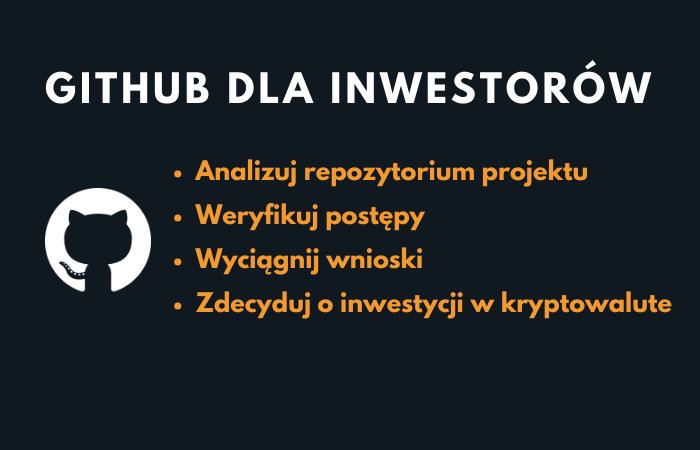 GITHUB DLA INWESTORÓW
• Analizuj repozytorium projektu
• Weryfikuj postępy
• Wyciągnij wnioski
• Zdecyduj o inwestycji w kryptowalute